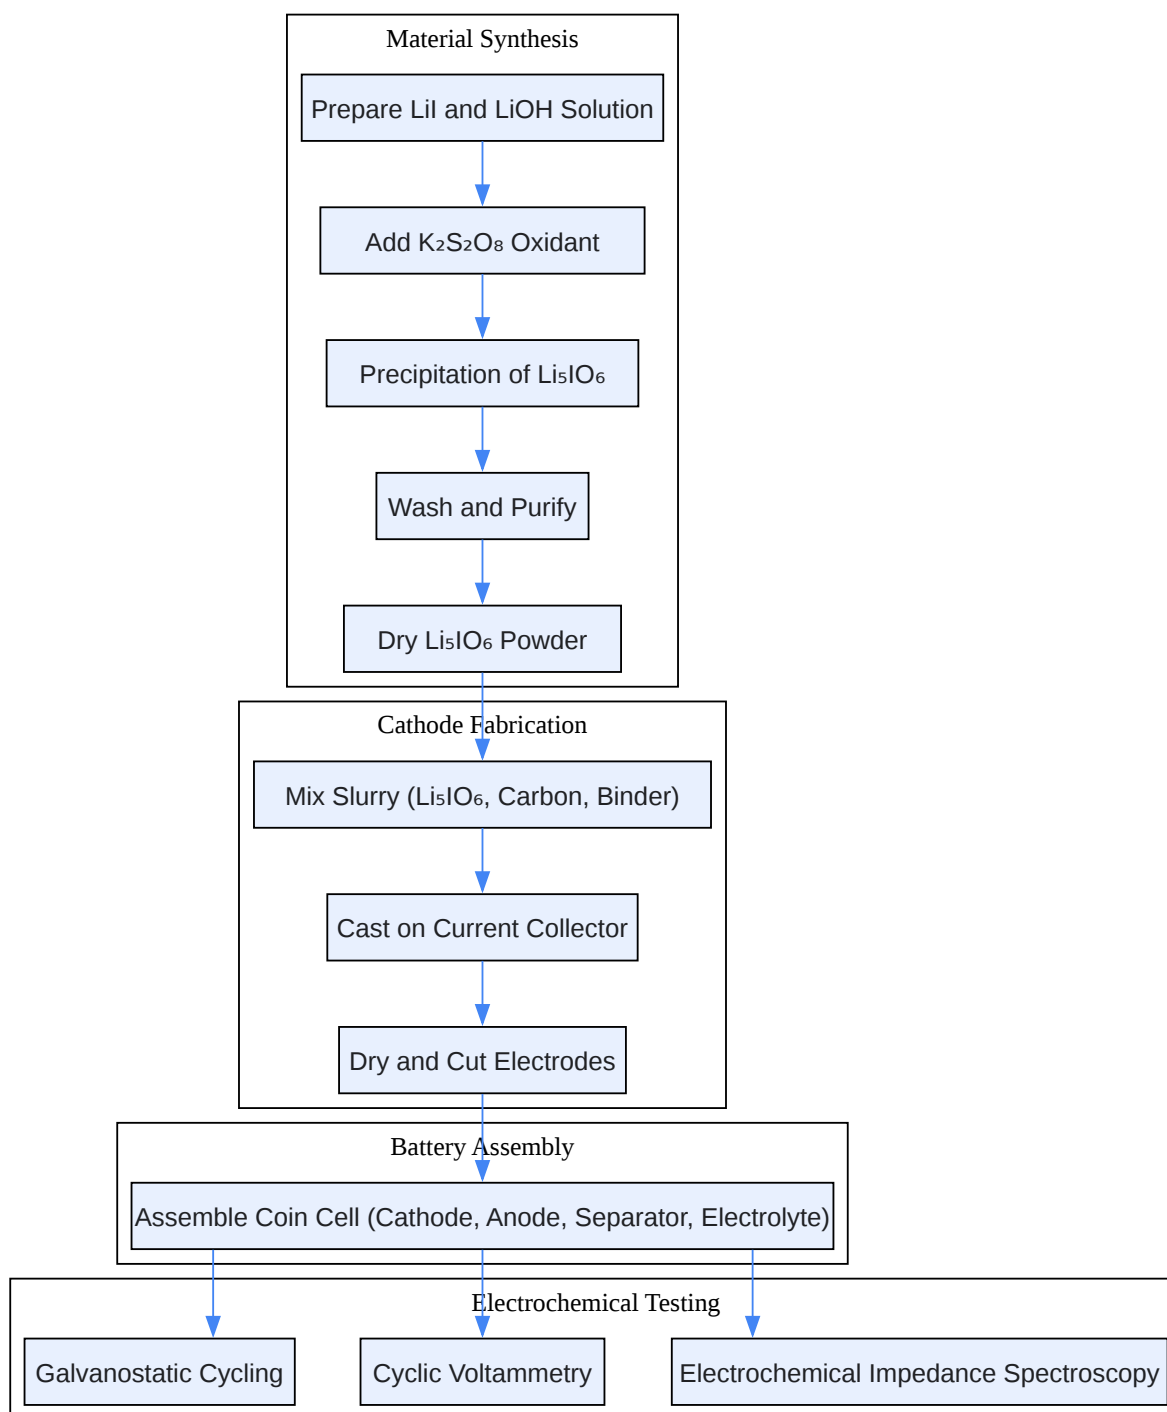 Material Synthesis
Prepare LiI and LiOH Solution
Add K₂S₂O₈ Oxidant
Precipitation of Li₅IO₆
Wash and Purify
Dry Li₅IO₆ Powder
Cathode Fabrication
Mix Slurry (Li₅IO₆, Carbon, Binder)
Cast on Current Collector
Dry and Cut Electrodes
Battery Assembly
Assemble Coin Cell (Cathode, Anode, Separator, Electrolyte)
Electrochemical Testing
Galvanostatic Cycling
Cyclic Voltammetry
Electrochemical Impedance Spectroscopy